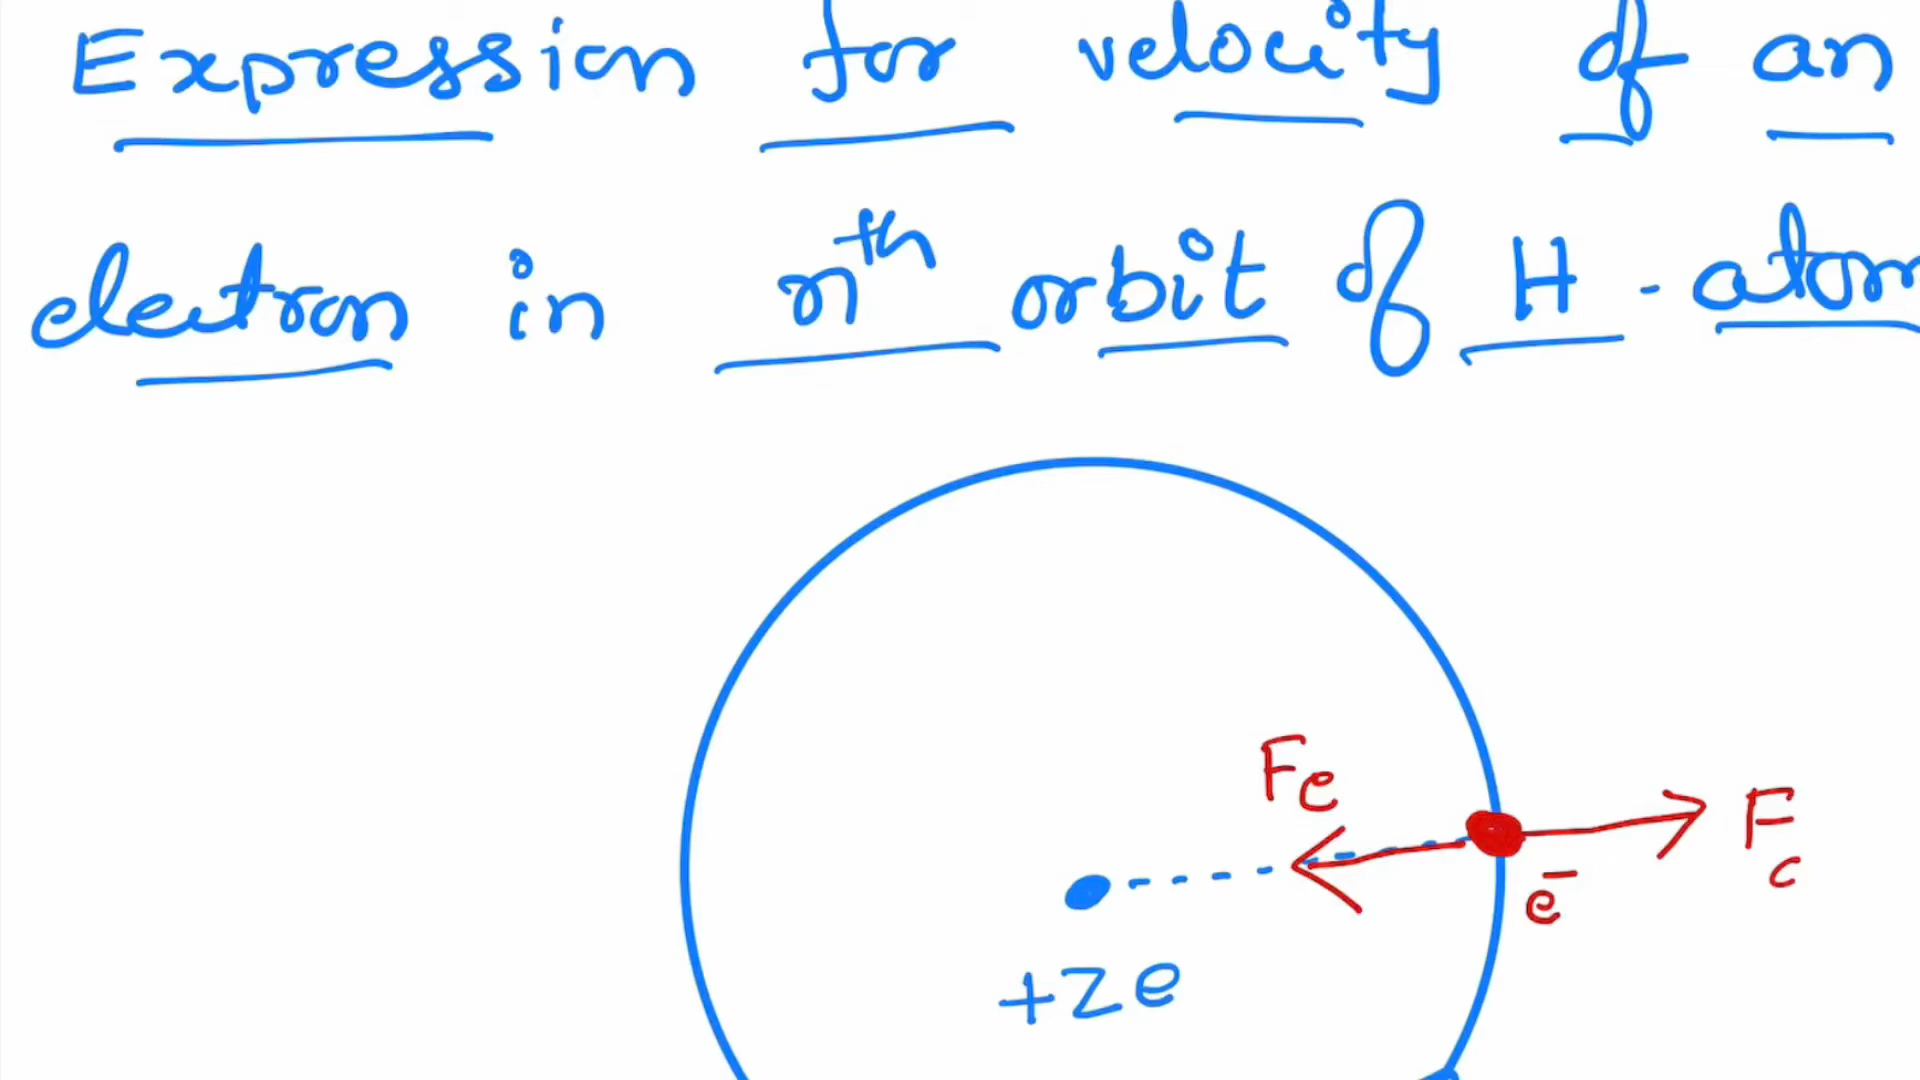 Expression for velocity of an
electron in nth orbit of H - atom
Fe
Fc
e-
+ze